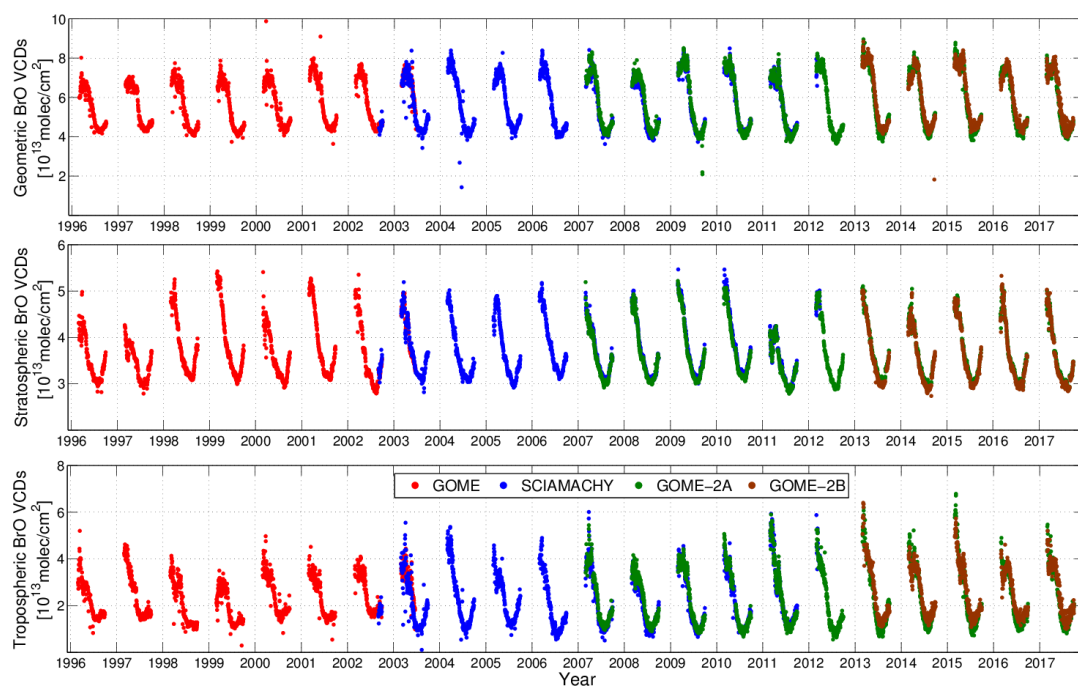 Geometric BrO VCDs
[10^13 molec/cm^2]
10
8
6
4
2
1996 1997 1998 1999 2000 2001 2002 2003 2004 2005 2006 2007 2008 2009 2010 2011 2012 2013 2014 2015 2016 2017
Stratospheric BrO VCDs
[10^13 molec/cm^2]
6
5
4
3
1996 1997 1998 1999 2000 2001 2002 2003 2004 2005 2006 2007 2008 2009 2010 2011 2012 2013 2014 2015 2016 2017
Tropospheric BrO VCDs
[10^13 molec/cm^2]
8
6
4
2
GOME SCIAMACHY GOME-2A GOME-2B
1996 1997 1998 1999 2000 2001 2002 2003 2004 2005 2006 2007 2008 2009 2010 2011 2012 2013 2014 2015 2016 2017
Year